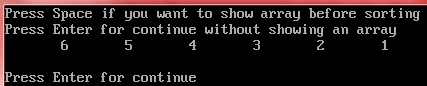 Press Space if you want to show array before sorting
Press Enter for continue without showing an array
6 5 4 3 2 1
Press Enter for continue